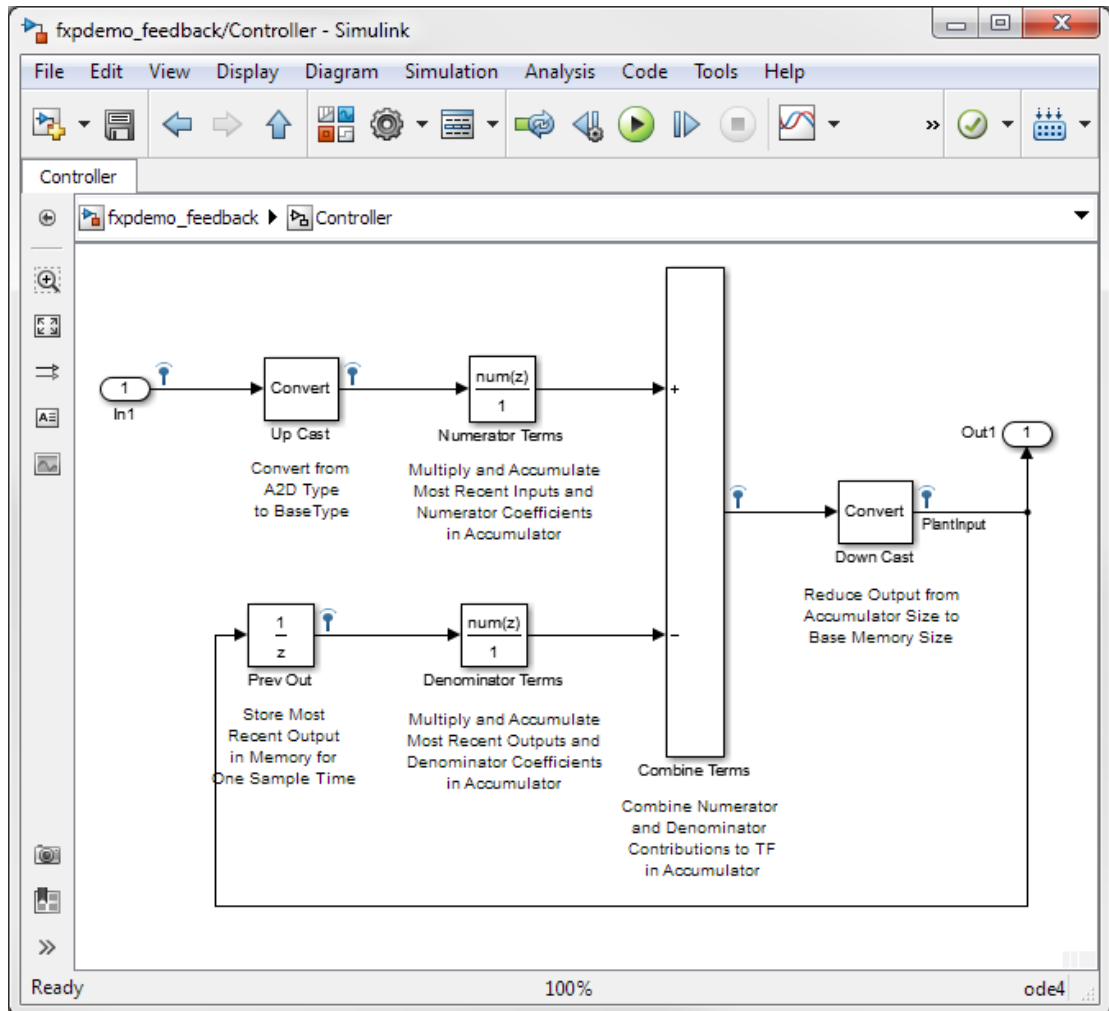 fxpdemo_feedback/Controller - Simulink
File Edit View Display Diagram Simulation Analysis Code Tools Help
»
Controller
fxpdemo_feedback Controller
1
In1
Convert
Up Cast
Convert from
A2D Type
to BaseType
num(z)
1
Numerator Terms
Multiply and Accumulate
Most Recent Inputs and
Numerator Coefficients
in Accumulator
+
−
Combine Terms
Combine Numerator
and Denominator
Contributions to TF
in Accumulator
Convert
Down Cast
PlantInput
Reduce Output from
Accumulator Size to
Base Memory Size
Out1 1
1
z
Prev Out
Store Most
Recent Output
in Memory for
One Sample Time
num(z)
1
Denominator Terms
Multiply and Accumulate
Most Recent Outputs and
Denominator Coefficients
in Accumulator
A
»
Ready 100% ode4